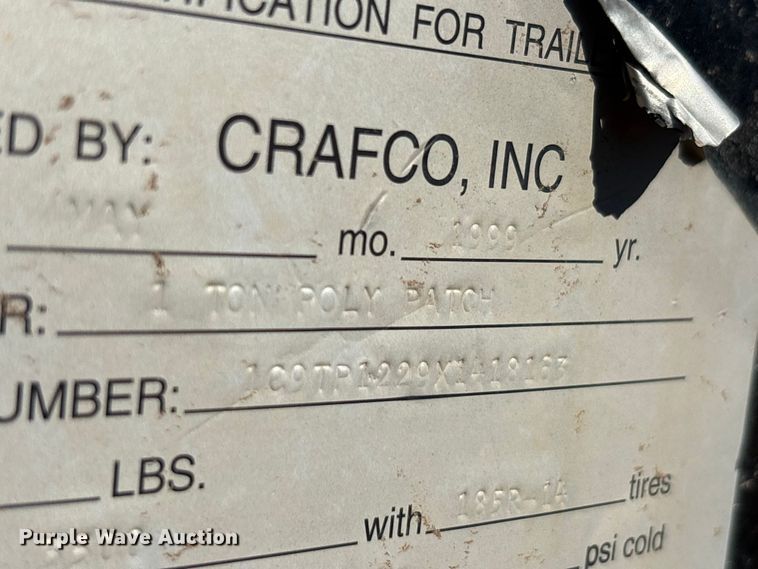 IFICATION FOR TRAIL
ED BY: CRAFCO, INC
MAY mo. 1999 yr.
R: 1 TON POLY PATCH
UMBER: 1C9TP1229X1418163
LBS.
with 185R-14 tires
psi cold
Purple Wave Auction